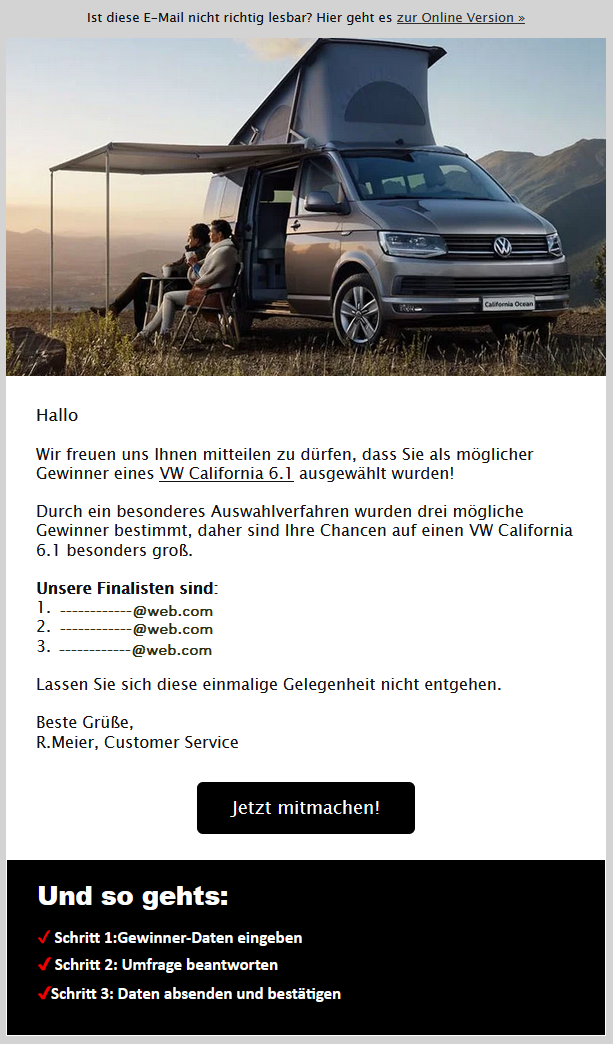 Ist diese E-Mail nicht richtig lesbar? Hier geht es zur Online Version »
California Ocean
Hallo
Wir freuen uns Ihnen mitteilen zu dürfen, dass Sie als möglicher
Gewinner eines VW California 6.1 ausgewählt wurden!
Durch ein besonderes Auswahlverfahren wurden drei mögliche
Gewinner bestimmt, daher sind Ihre Chancen auf einen VW California
6.1 besonders groß.
Unsere Finalisten sind:
1. ------------@web.com
2. ------------@web.com
3. ------------@web.com
Lassen Sie sich diese einmalige Gelegenheit nicht entgehen.
Beste Grüße,
R.Meier, Customer Service
Jetzt mitmachen!
Und so gehts:
✓ Schritt 1:Gewinner-Daten eingeben
✓ Schritt 2: Umfrage beantworten
✓Schritt 3: Daten absenden und bestätigen